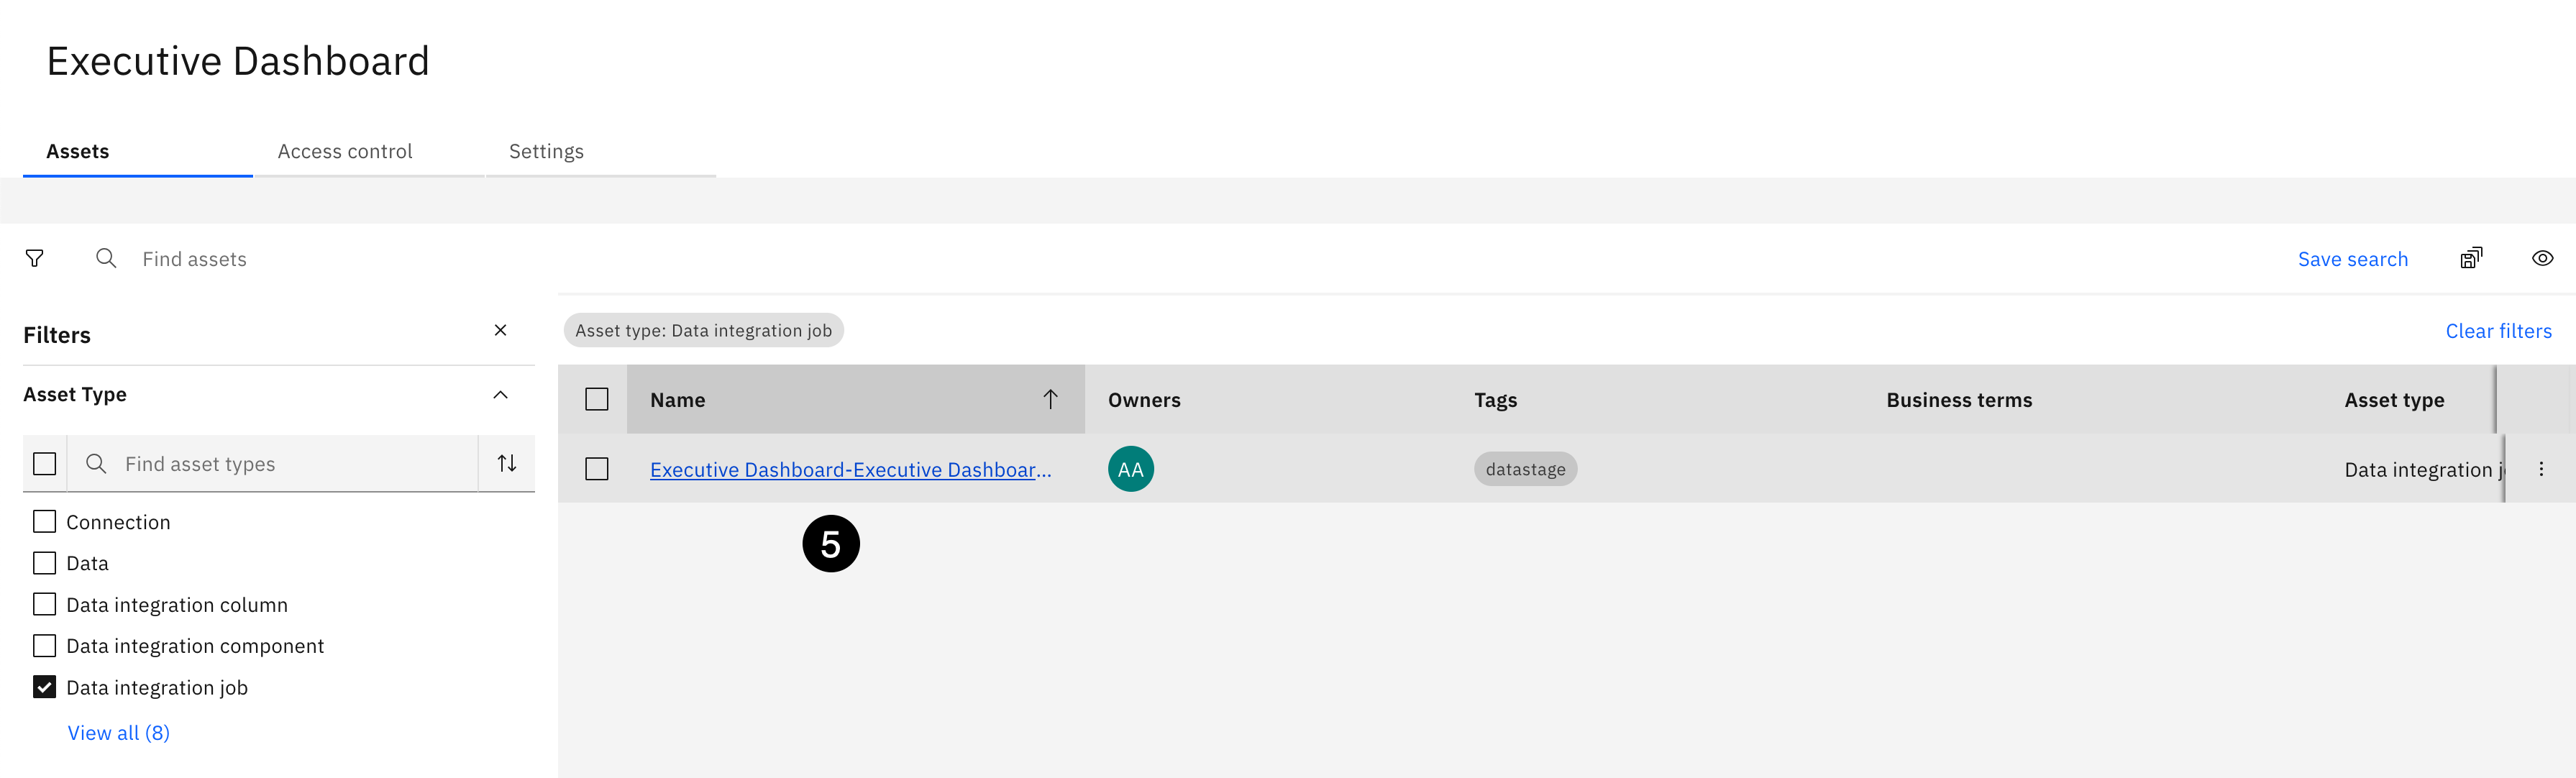 Executive Dashboard
Assets Access control Settings
Find assets Save search
Filters
Asset type: Data integration job Clear filters
Asset Type
Name Owners Tags Business terms Asset type
Find asset types
Executive Dashboard-Executive Dashboar... AA datastage Data integration j
Connection
5
Data
Data integration column
Data integration component
Data integration job
View all (8)